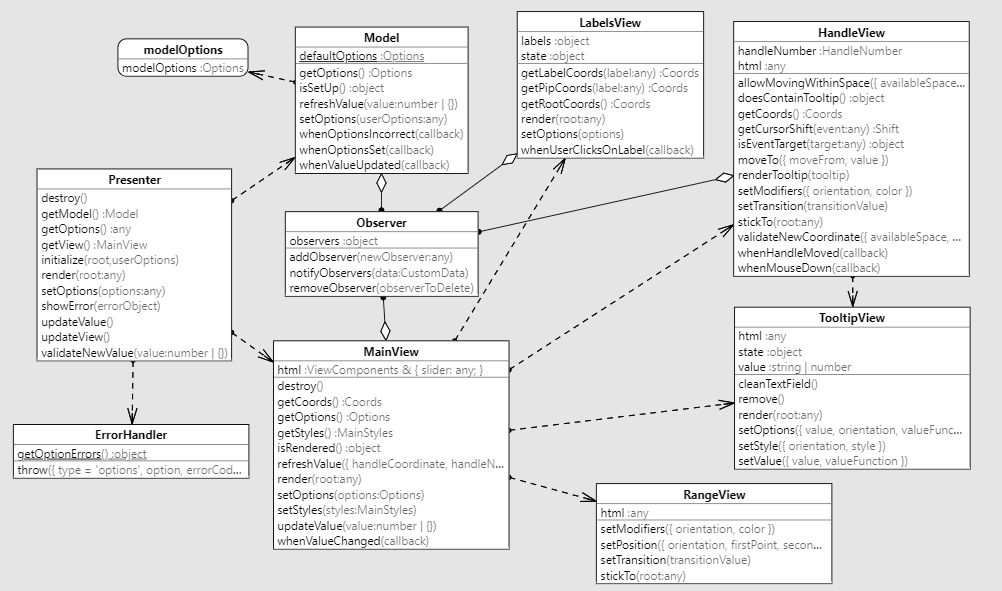 modelOptions
modelOptions :Options
Model
defaultOptions :Options
getOptions() :Options
isSetUp() :object
refreshValue(value:number | {})
setOptions(userOptions:any)
whenOptionsIncorrect(callback)
whenOptionsSet(callback)
whenValueUpdated(callback)
LabelsView
labels :object
state :object
getLabelCoords(label:any) :Coords
getPipCoords(label:any) :Coords
getRootCoords() :Coords
render(root:any)
setOptions(options)
whenUserClicksOnLabel(callback)
HandleView
handleNumber :HandleNumber
html :any
allowMovingWithinSpace({ availableSpace...
doesContainTooltip() :object
getCoords() :Coords
getCursorShift(event:any) :Shift
isEventTarget(target:any) :object
moveTo({ moveFrom, value })
renderTooltip(tooltip)
setModifiers({ orientation, color })
setTransition(transitionValue)
stickTo(root:any)
validateNewCoordinate({ availableSpace, ...
whenHandleMoved(callback)
whenMouseDown(callback)
Presenter
destroy()
getModel() :Model
getOptions() :any
getView() :MainView
initialize(root,userOptions)
render(root:any)
setOptions(options:any)
showError(errorObject)
updateValue()
updateView()
validateNewValue(value:number | {})
Observer
observers :object
addObserver(newObserver:any)
notifyObservers(data:CustomData)
removeObserver(observerToDelete)
TooltipView
html :any
state :object
value :string | number
cleanTextField()
remove()
render(root:any)
setOptions({ value, orientation, valueFunc...
setStyle({ orientation, style })
setValue({ value, valueFunction })
MainView
html :ViewComponents & { slider: any; }
destroy()
getCoords() :Coords
getOptions() :Options
getStyles() :MainStyles
isRendered() :object
refreshValue({ handleCoordinate, handleN...
render(root:any)
setOptions(options:Options)
setStyles(styles:MainStyles)
updateValue(value:number | {})
whenValueChanged(callback)
ErrorHandler
getOptionErrors() :object
throw({ type = 'options', option, errorCod...
RangeView
html :any
setModifiers({ orientation, color })
setPosition({ orientation, firstPoint, secon...
setTransition(transitionValue)
stickTo(root:any)